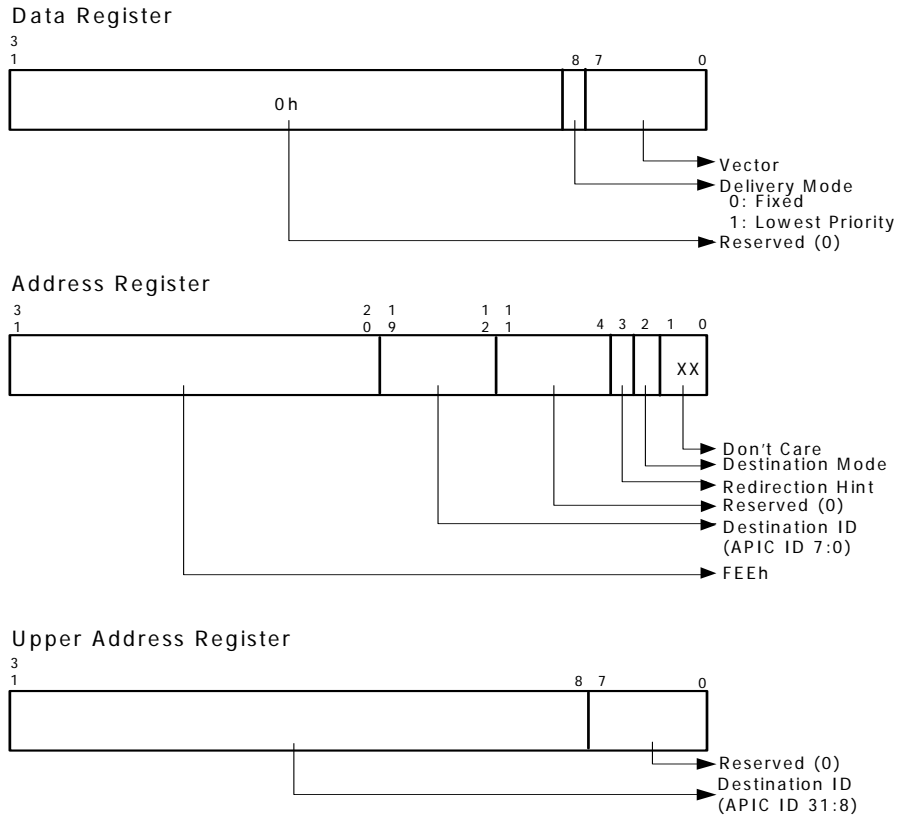 Data Register
3
1 8 7 0
0h
Vector
Delivery Mode
0: Fixed
1: Lowest Priority
Reserved (0)
Address Register
3 2 1 1 1
1 0 9 2 1 4 3 2 1 0
XX
Don't Care
Destination Mode
Redirection Hint
Reserved (0)
Destination ID
(APIC ID 7:0)
FEEh
Upper Address Register
3
1 8 7 0
Reserved (0)
Destination ID
(APIC ID 31:8)